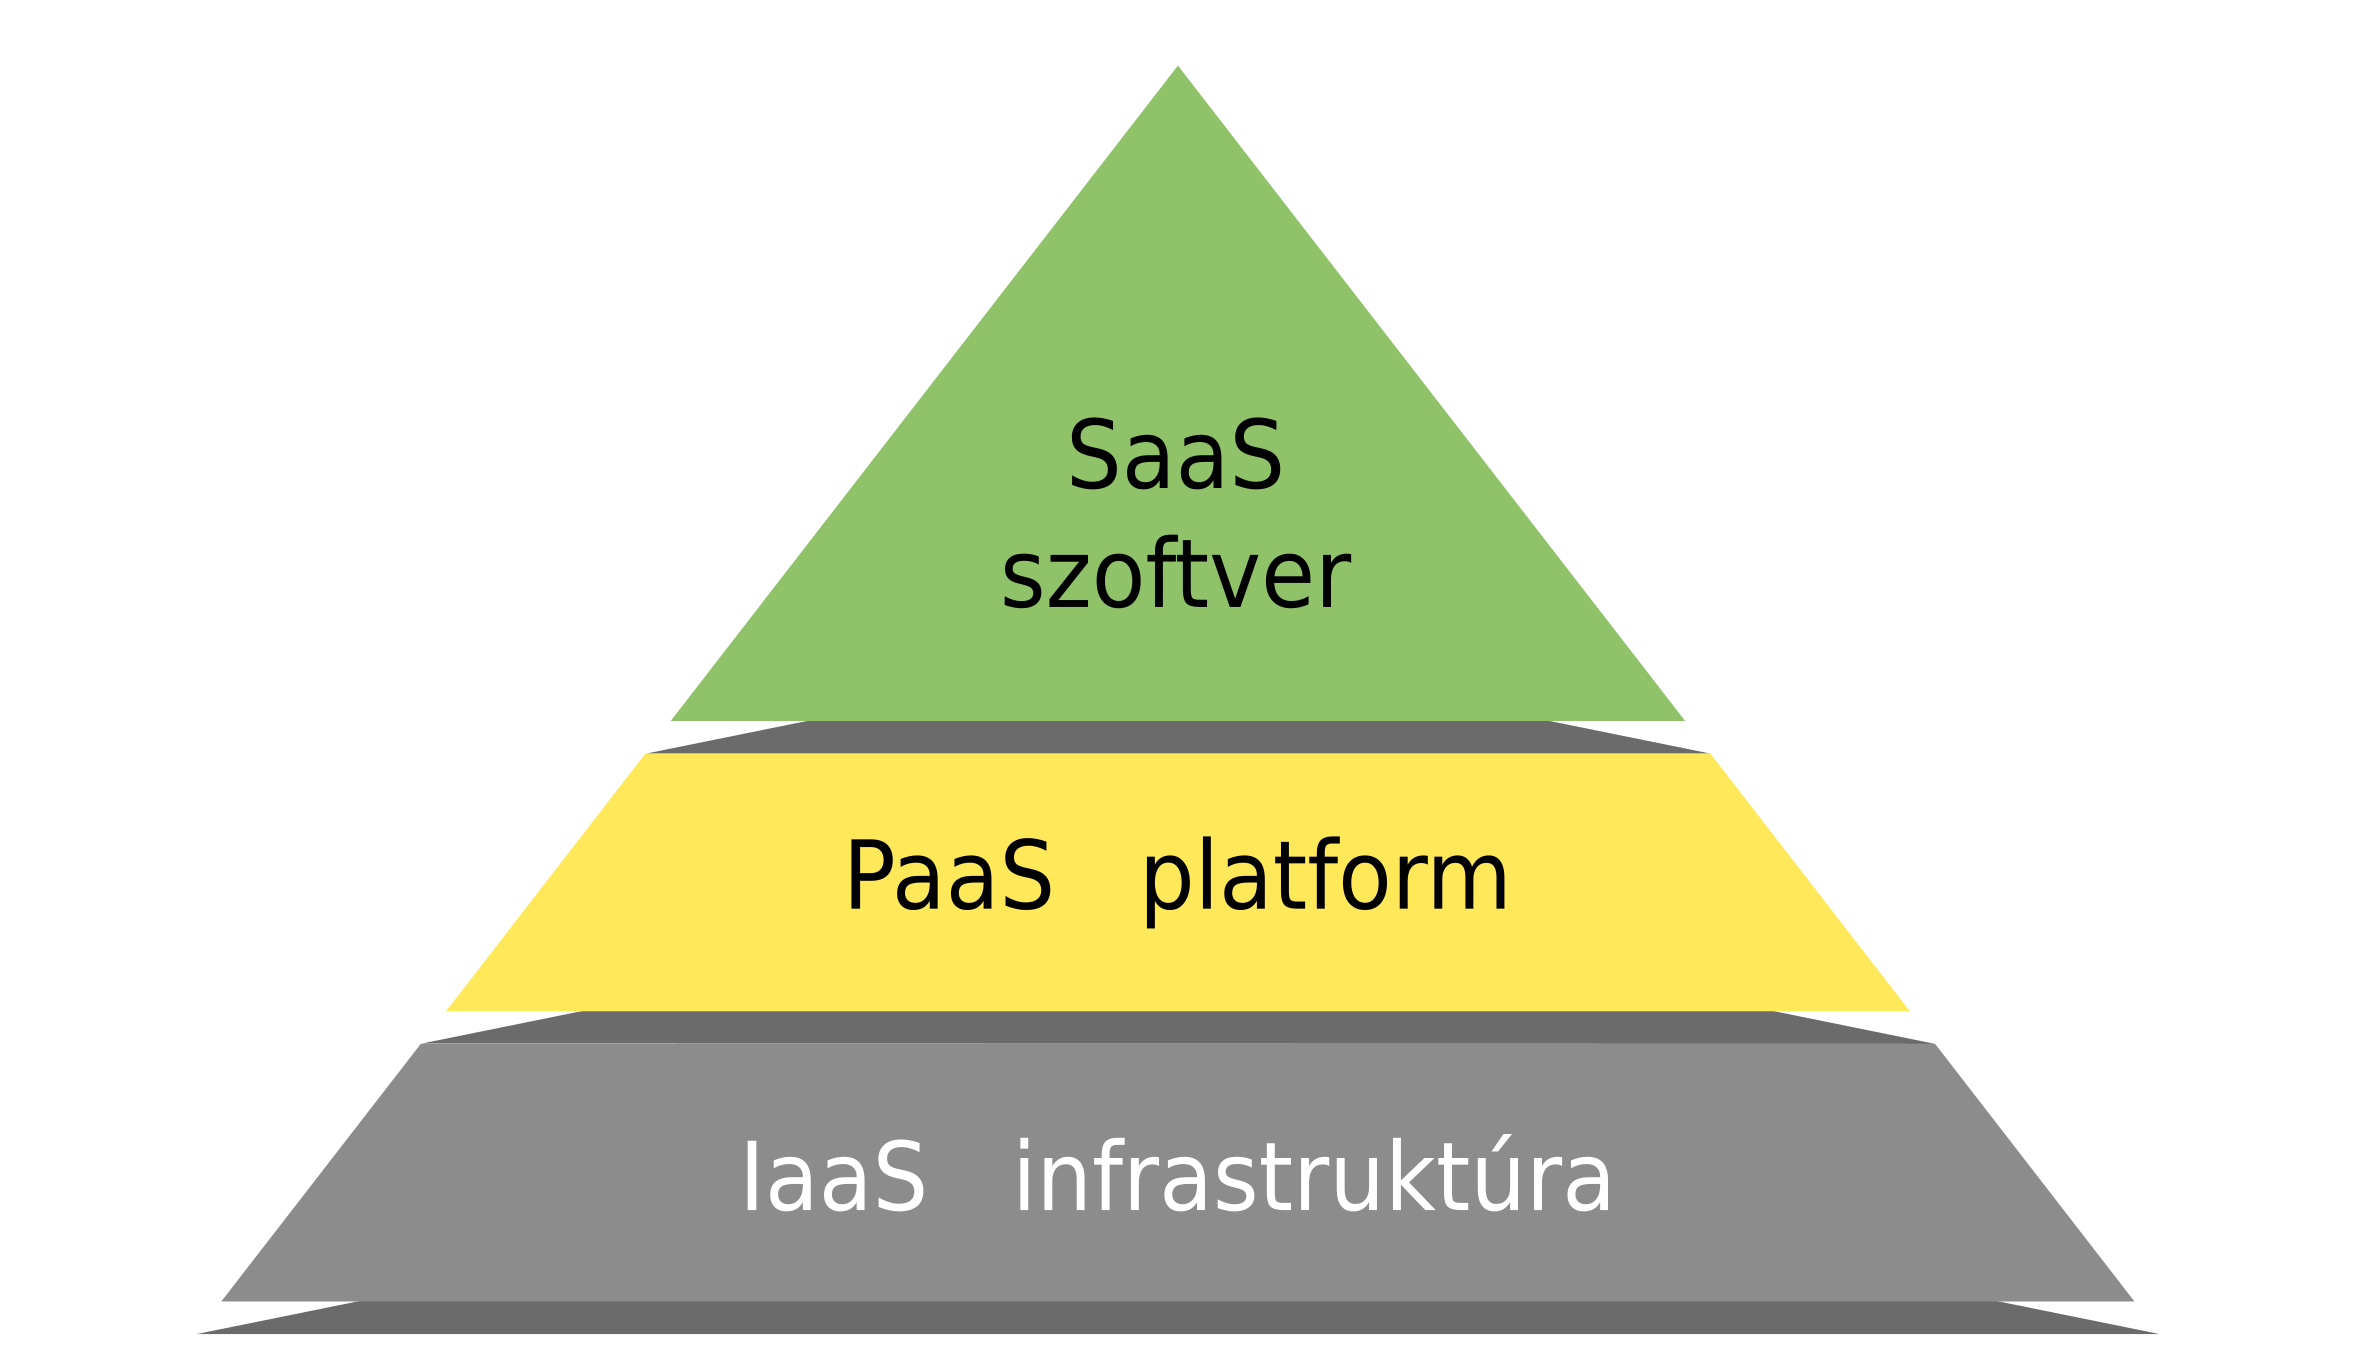 SaaS
szoftver
PaaS platform
IaaS infrastruktúra